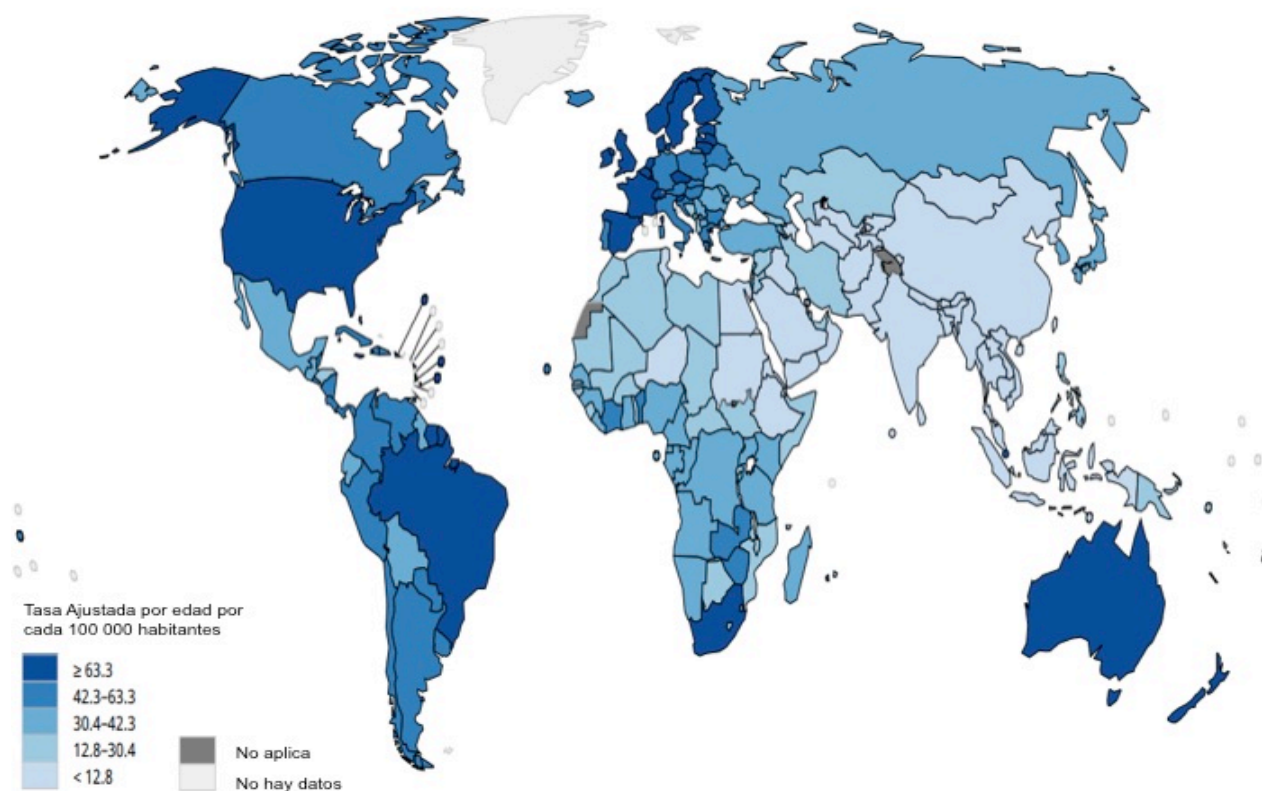 Tasa Ajustada por edad por
cada 100 000 habitantes
≥ 63.3
42.3-63.3
30.4-42.3
12.8-30.4
< 12.8
No aplica
No hay datos